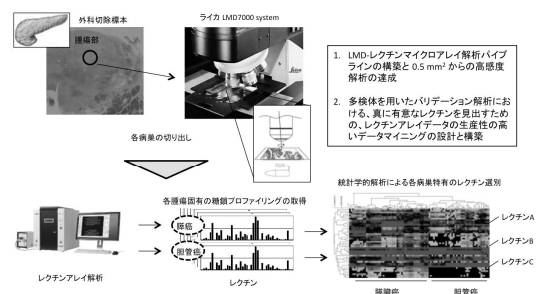 外科切除標本
腫瘍部
ライカ LMD7000 system
1. LMD-レクチンマイクロアレイ解析パイプ
ラインの構築と 0.5 mm² からの高感度
解析の達成
2. 多検体を用いたバリデーション解析にお
ける、真に有意なレクチンを見出すため
の、レクチンアレイデータの生産性の高
いデータマイニングの設計と構築
各病巣の切り出し
各腫瘍固有の糖鎖プロファイリングの取得
統計学的解析による各病巣特有のレクチン選別
膵癌
胆管癌
レクチンアレイ解析
レクチン
レクチンA
レクチンB
レクチンC
膵臓癌
胆管癌